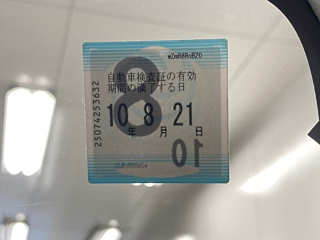 自動車検査証の有効
期間の満了する日
10 8 21
年 月 日
25074253632
8
10